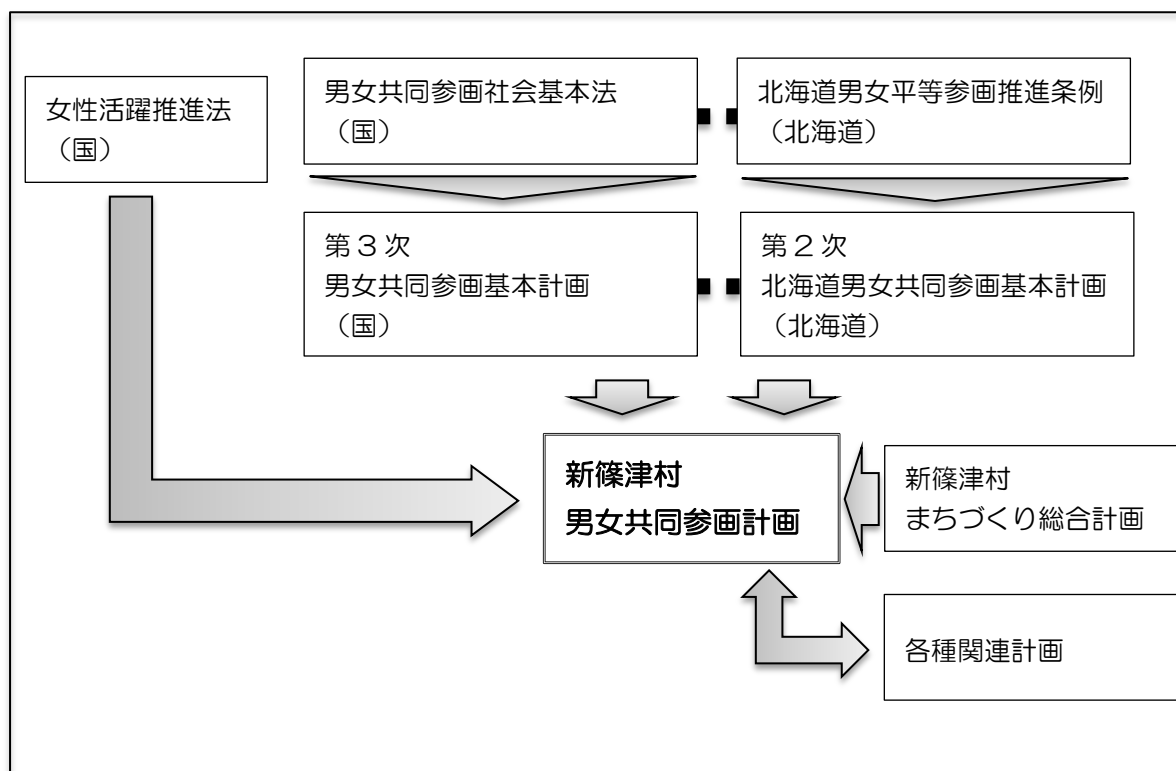 女性活躍推進法
（国）
男女共同参画社会基本法
（国）
北海道男女平等参画推進条例
（北海道）
第３次
男女共同参画基本計画
（国）
第２次
北海道男女共同参画基本計画
（北海道）
新篠津村
男女共同参画計画
新篠津村
まちづくり総合計画
各種関連計画